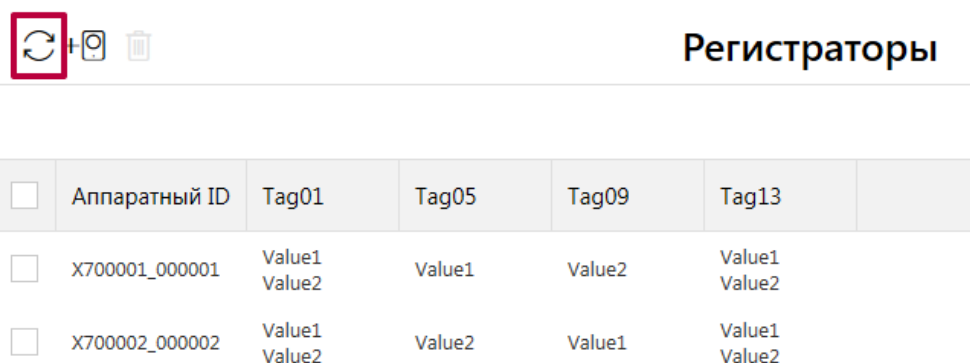 Регистраторы
Аппаратный ID Tag01 Tag05 Tag09 Tag13
X700001_000001 Value1 Value2 Value1 Value2 Value1 Value2
X700002_000002 Value1 Value2 Value2 Value1 Value1 Value2